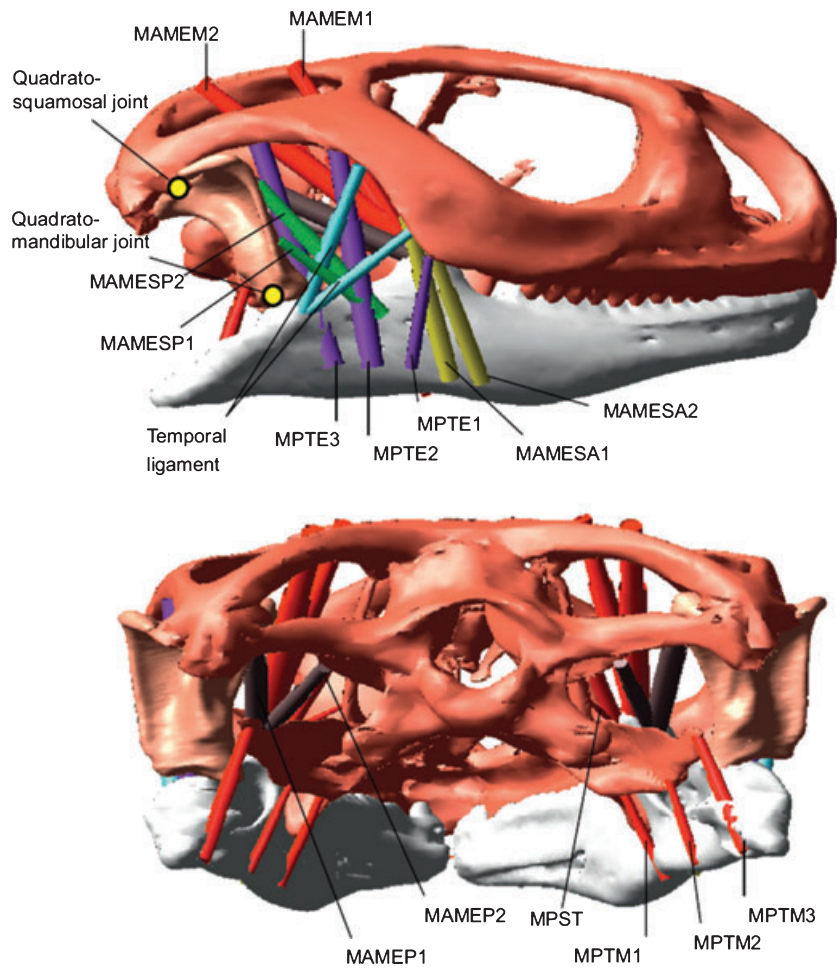 MAMEM2
MAMEM1
Quadrato-
squamosal joint
Quadrato-
mandibular joint
MAMESP2
MAMESP1
Temporal
ligament
MPTE3
MPTE2
MPTE1
MAMESA1
MAMESA2
MAMEP1
MAMEP2
MPST
MPTM1
MPTM2
MPTM3